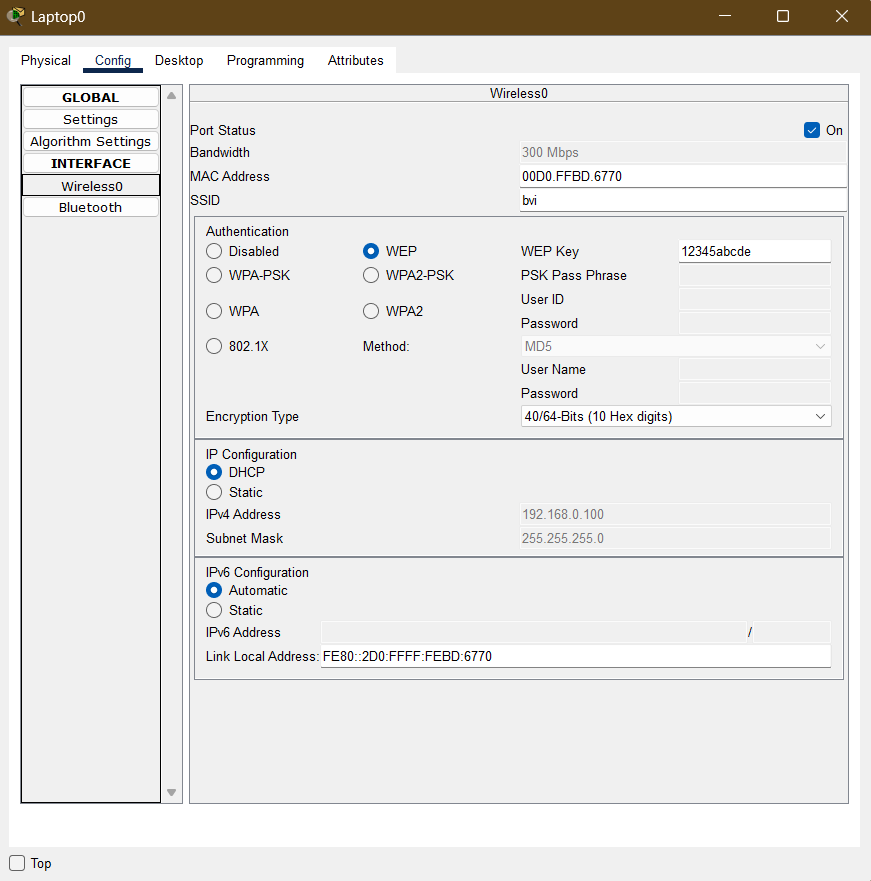 Laptop0
Physical Config Desktop Programming Attributes
GLOBAL
Settings
Algorithm Settings
INTERFACE
Wireless0
Bluetooth
Wireless0
Port Status On
Bandwidth 300 Mbps
MAC Address 00D0.FFBD.6770
SSID bvi
Authentication
Disabled WEP WEP Key 12345abcde
WPA-PSK WPA2-PSK PSK Pass Phrase
User ID
WPA WPA2
Password
802.1X Method: MD5
User Name
Password
Encryption Type 40/64-Bits (10 Hex digits)
IP Configuration
DHCP
Static
IPv4 Address 192.168.0.100
Subnet Mask 255.255.255.0
IPv6 Configuration
Automatic
Static
IPv6 Address /
Link Local Address: FE80::2D0:FFFF:FEBD:6770
Top